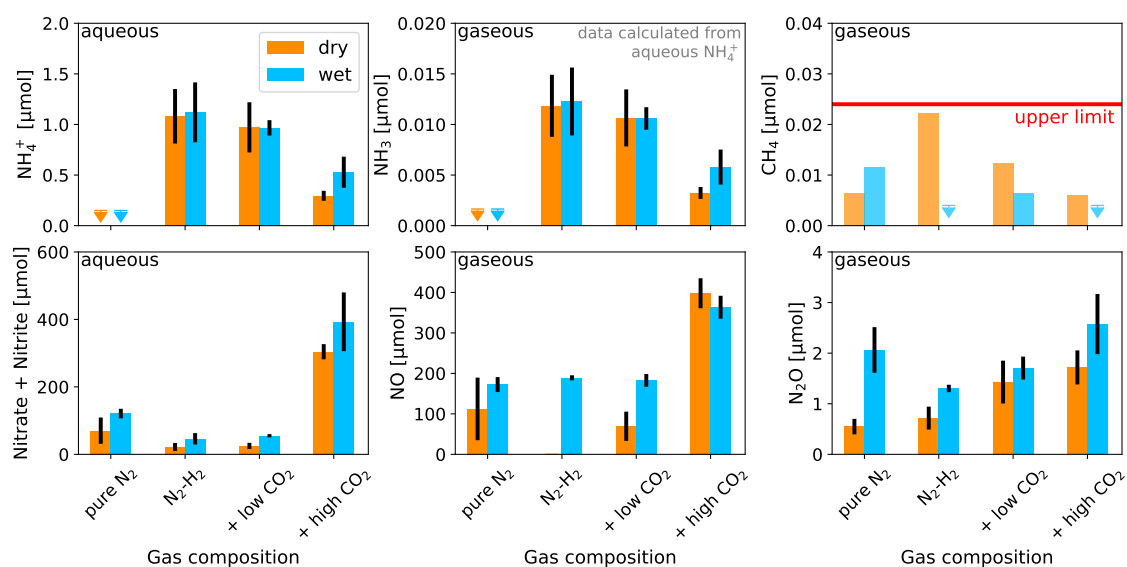 aqueous
dry
wet
NH₄⁺ [μmol]
2.0
1.5
1.0
0.5
0.0
gaseous
data calculated from
aqueous NH₄⁺
NH₃ [μmol]
0.020
0.015
0.010
0.005
0.000
gaseous
upper limit
CH₄ [μmol]
0.04
0.03
0.02
0.01
0.00
aqueous
Nitrate + Nitrite [μmol]
600
400
200
0
pure N₂
N₂-H₂
+ low CO₂
+ high CO₂
Gas composition
gaseous
NO [μmol]
500
400
300
200
100
0
pure N₂
N₂-H₂
+ low CO₂
+ high CO₂
Gas composition
gaseous
N₂O [μmol]
4
3
2
1
0
pure N₂
N₂-H₂
+ low CO₂
+ high CO₂
Gas composition